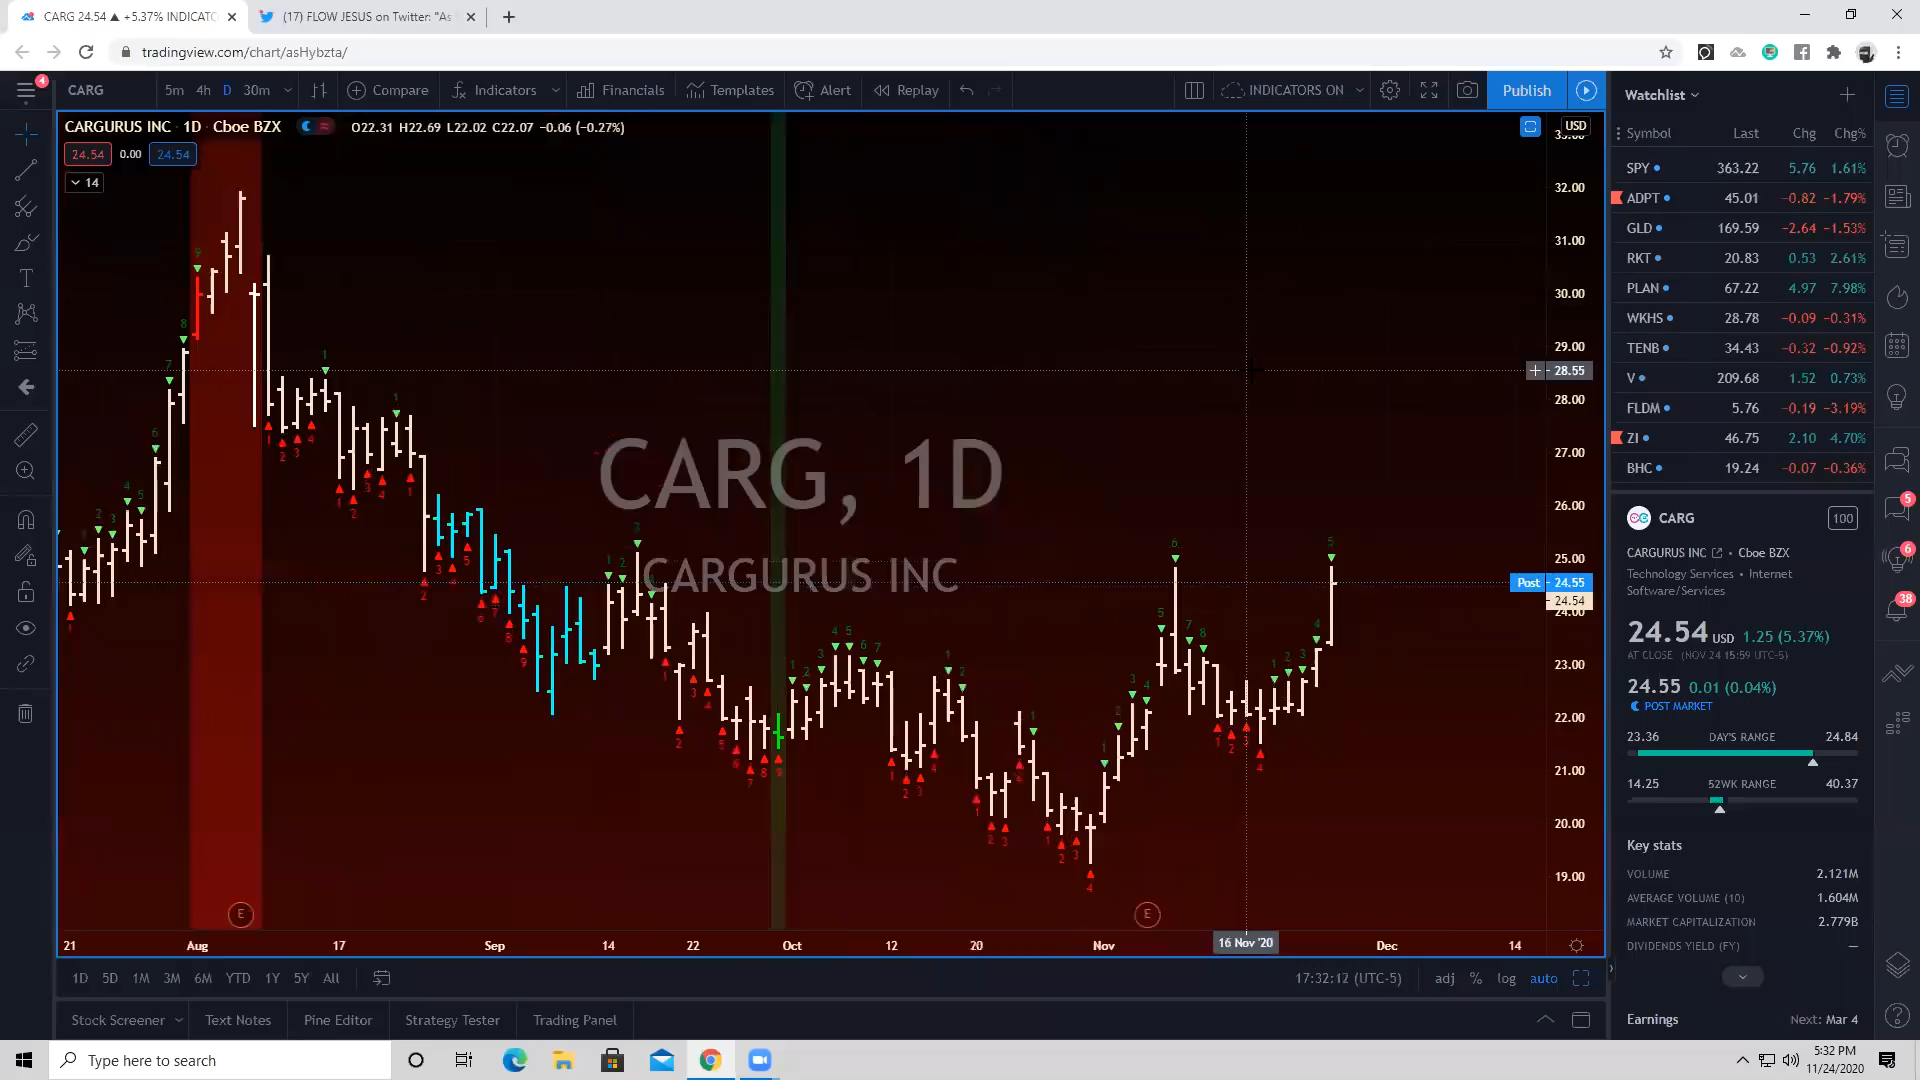 CARG 24.54 ▲ +5.37% INDICATO
(17) FLOW JESUS on Twitter: "As
tradingview.com/chart/asHybzta/
4
CARG
5m 4h D 30m
Compare
Indicators
Financials
Templates
Alert
Replay
INDICATORS ON
Publish
CARGURUS INC · 1D · Cboe BZX
O22.31 H22.69 L22.02 C22.07 −0.06 (−0.27%)
24.54 0.00 24.54
14
CARG, 1D
CARGURUS INC
USD
32.00
31.00
30.00
29.00
28.55
28.00
27.00
26.00
25.00
Post 24.55
24.54
24.00
23.00
22.00
21.00
20.00
19.00
E
E
21 Aug 17 Sep 14 22 Oct 12 20 Nov 16 Nov '20 Dec 14
1D 5D 1M 3M 6M YTD 1Y 5Y All
17:32:12 (UTC-5) adj % log auto
Stock Screener
Text Notes
Pine Editor
Strategy Tester
Trading Panel
Watchlist
Symbol Last Chg Chg%
SPY 363.22 5.76 1.61%
ADPT 45.01 −0.82 −1.79%
GLD 169.59 −2.64 −1.53%
RKT 20.83 0.53 2.61%
PLAN 67.22 4.97 7.98%
WKHS 28.78 −0.09 −0.31%
TENB 34.43 −0.32 −0.92%
V 209.68 1.52 0.73%
FLDM 5.76 −0.19 −3.19%
ZI 46.75 2.10 4.70%
BHC 19.24 −0.07 −0.36%
CARG 100
CARGURUS INC • Cboe BZX
Technology Services • Internet
Software/Services
24.54 USD 1.25 (5.37%)
AT CLOSE (NOV 24 15:59 UTC-5)
24.55 0.01 (0.04%)
POST MARKET
23.36 DAY'S RANGE 24.84
14.25 52WK RANGE 40.37
Key stats
VOLUME 2.121M
AVERAGE VOLUME (10) 1.604M
MARKET CAPITALIZATION 2.779B
DIVIDENDS YIELD (FY) —
Earnings Next: Mar 4
5
6
38
Type here to search
5:32 PM
11/24/2020